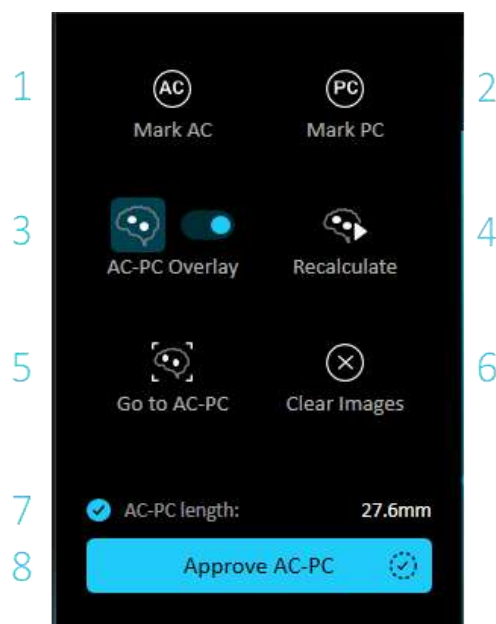 1 AC PC 2
Mark AC Mark PC
3 4
AC-PC Overlay Recalculate
5 6
Go to AC-PC Clear Images
7 AC-PC length: 27.6mm
8 Approve AC-PC